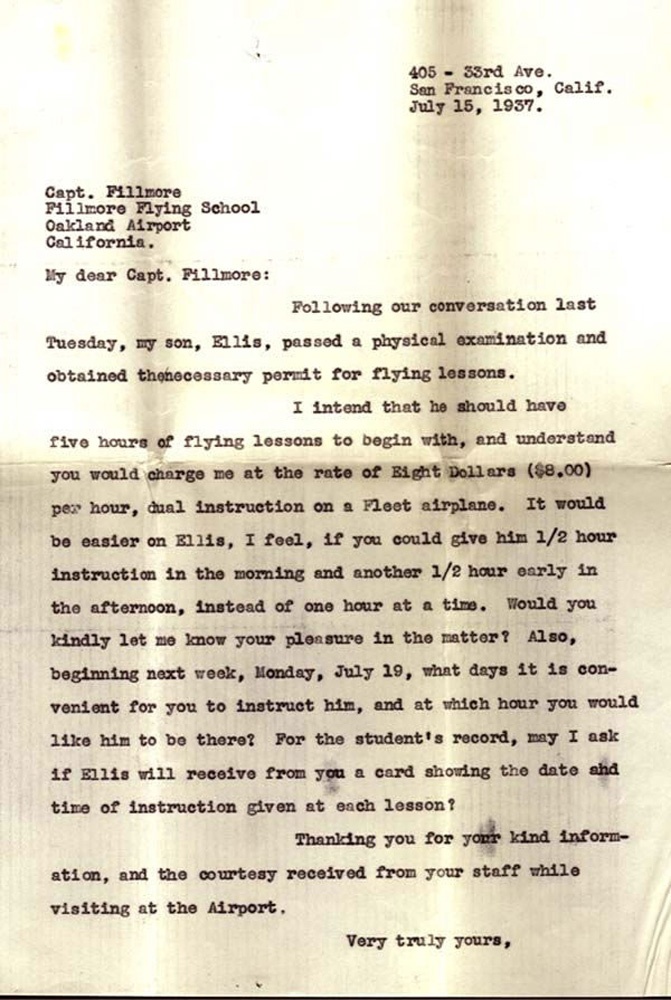 405 - 33rd Ave.
San Francisco, Calif.
July 15, 1937.
Capt. Fillmore
Fillmore Flying School
Oakland Airport
California.
My dear Capt. Fillmore:
Following our conversation last
Tuesday, my son, Ellis, passed a physical examination and
obtained thenecessary permit for flying lessons.
I intend that he should have
five hours of flying lessons to begin with, and understand
you would charge me at the rate of Eight Dollars ($8.00)
per hour, dual instruction on a Fleet airplane. It would
be easier on Ellis, I feel, if you could give him 1/2 hour
instruction in the morning and another 1/2 hour early in
the afternoon, instead of one hour at a time. Would you
kindly let me know your pleasure in the matter? Also,
beginning next week, Monday, July 19, what days it is con-
venient for you to instruct him, and at which hour you would
like him to be there? For the student's record, may I ask
if Ellis will receive from you a card showing the date and
time of instruction given at each lesson?
Thanking you for your kind inform-
ation, and the courtesy received from your staff while
visiting at the Airport.
Very truly yours,